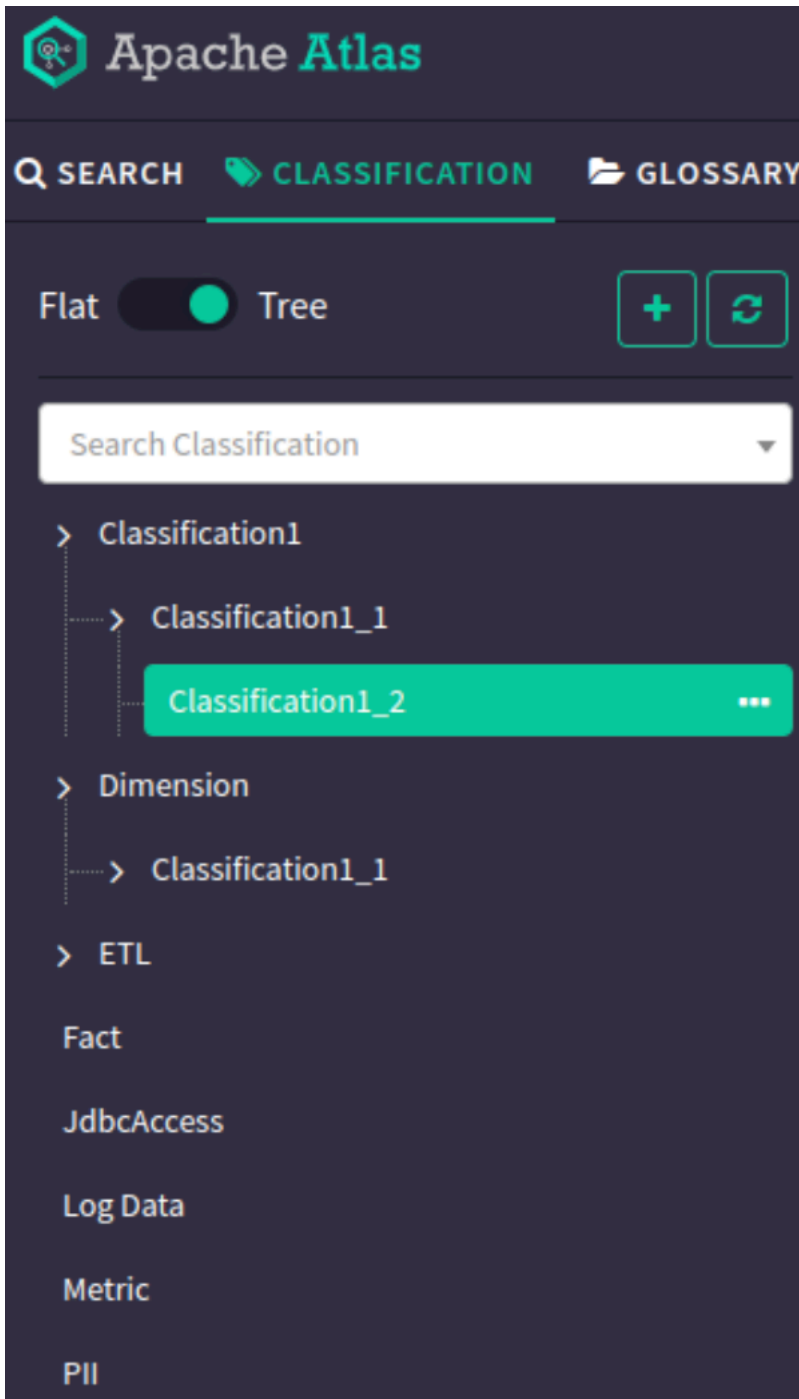 Apache Atlas
SEARCH CLASSIFICATION GLOSSARY
Flat Tree
Search Classification
Classification1
Classification1_1
Classification1_2
Dimension
Classification1_1
ETL
Fact
JdbcAccess
Log Data
Metric
PII